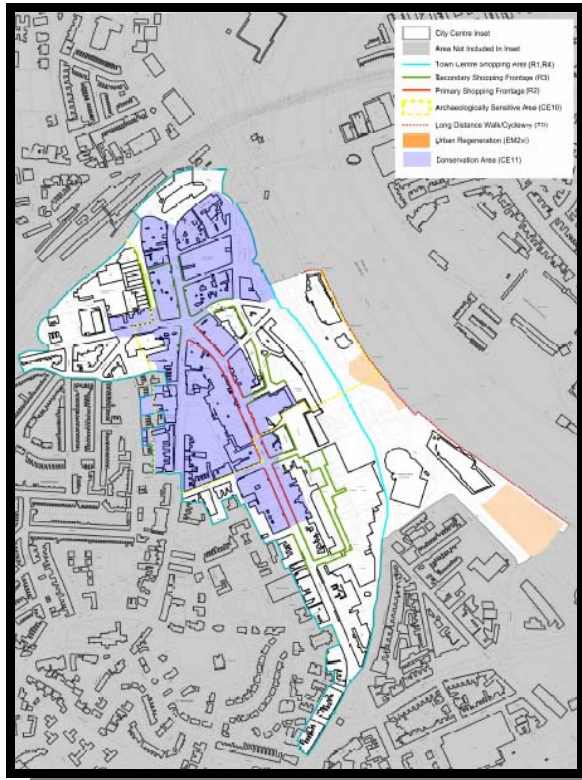 City Centre Inset
Area Not Included In Inset
Town Centre Shopping Area (R1,R4)
Secondary Shopping Frontage (R3)
Primary Shopping Frontage (R2)
Archaeologically Sensitive Area (CE10)
Long Distance Walk/Cycleway
Urban Regeneration (EM2vi)
Conservation Area (CE11)